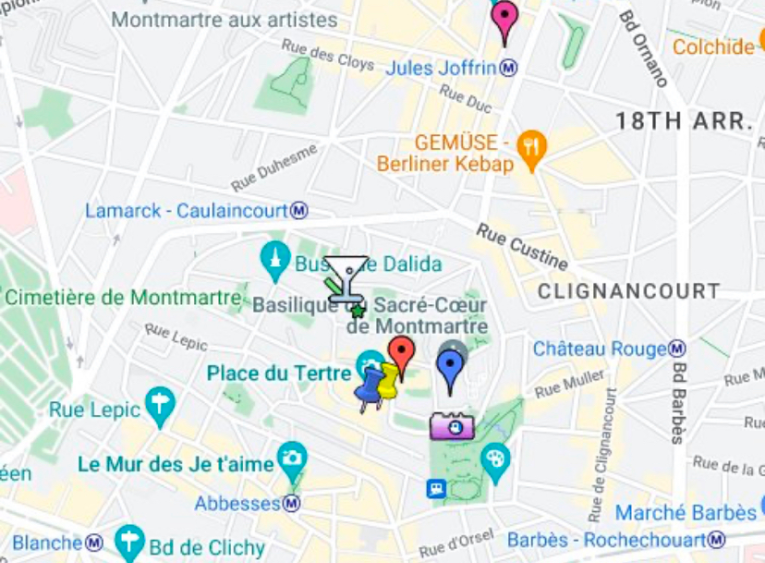 Montmartre aux artistes
Bd Ornano
Colchide
Rue des Cloys
Jules Joffrin
M
Rue Duc
18TH ARR.
GEMÜSE -
Berliner Kebap
Rue Duhesme
Lamarck - Caulaincourt
M
Rue Custine
de Dalida
Cimetière de Montmartre
CLIGNANCOURT
Basilique du Sacré-Cœur
de Montmartre
Rue Lepic
Château Rouge
M
Place du Tertre
Rue Muller
Bd Barbès
Rue Lepic
Rue de Clignancourt
Le Mur des Je t'aime
Rue de la
Abbesses
M
Marché Barbès
Blanche
M
Bd de Clichy
Rue d'Orsel
Barbès - Rochechouart
M